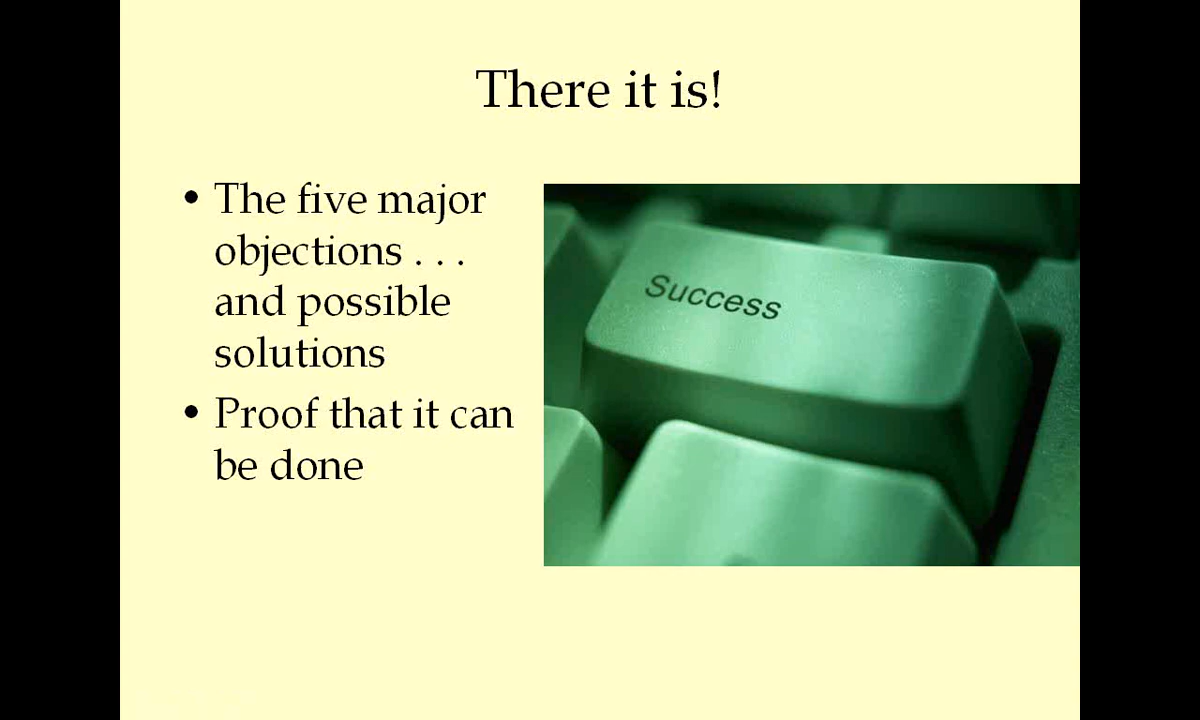 There it is!
• The five major
objections . . .
and possible
solutions
• Proof that it can
be done
Success